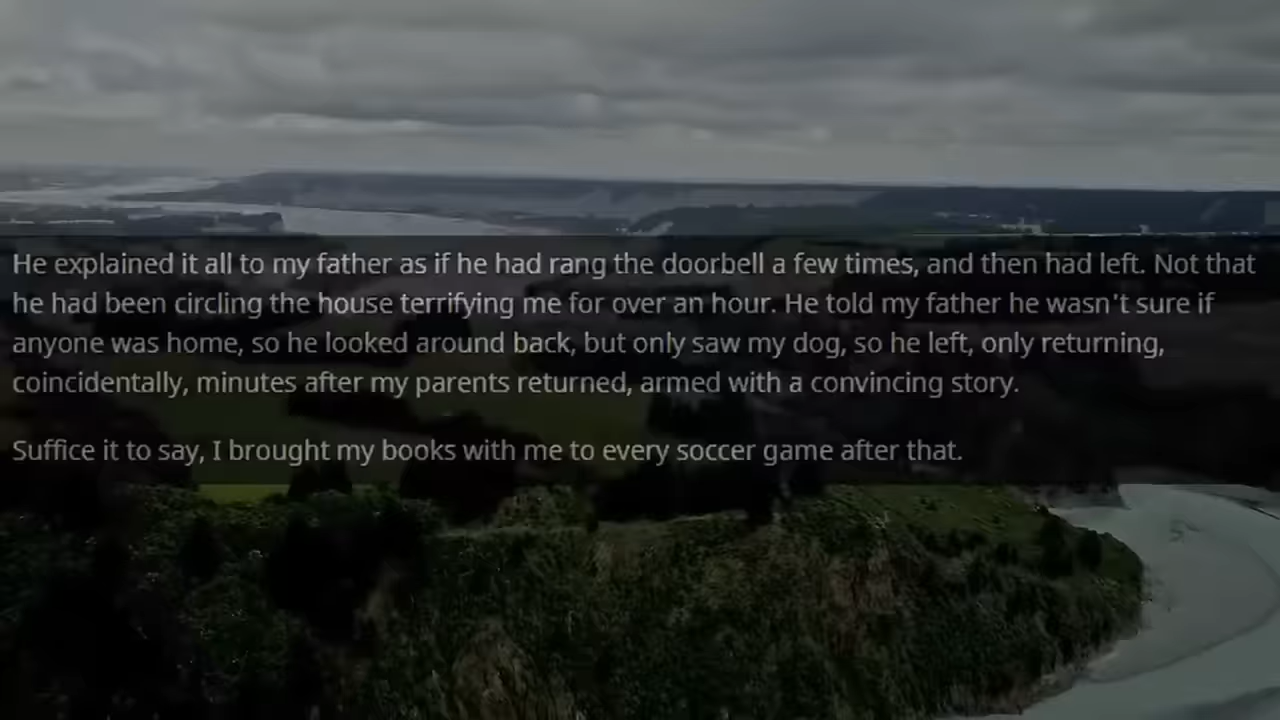 He explained it all to my father as if he had rang the doorbell a few times, and then had left. Not that
he had been circling the house terrifying me for over an hour. He told my father he wasn't sure if
anyone was home, so he looked around back, but only saw my dog, so he left, only returning,
coincidentally, minutes after my parents returned, armed with a convincing story.
Suffice it to say, I brought my books with me to every soccer game after that.